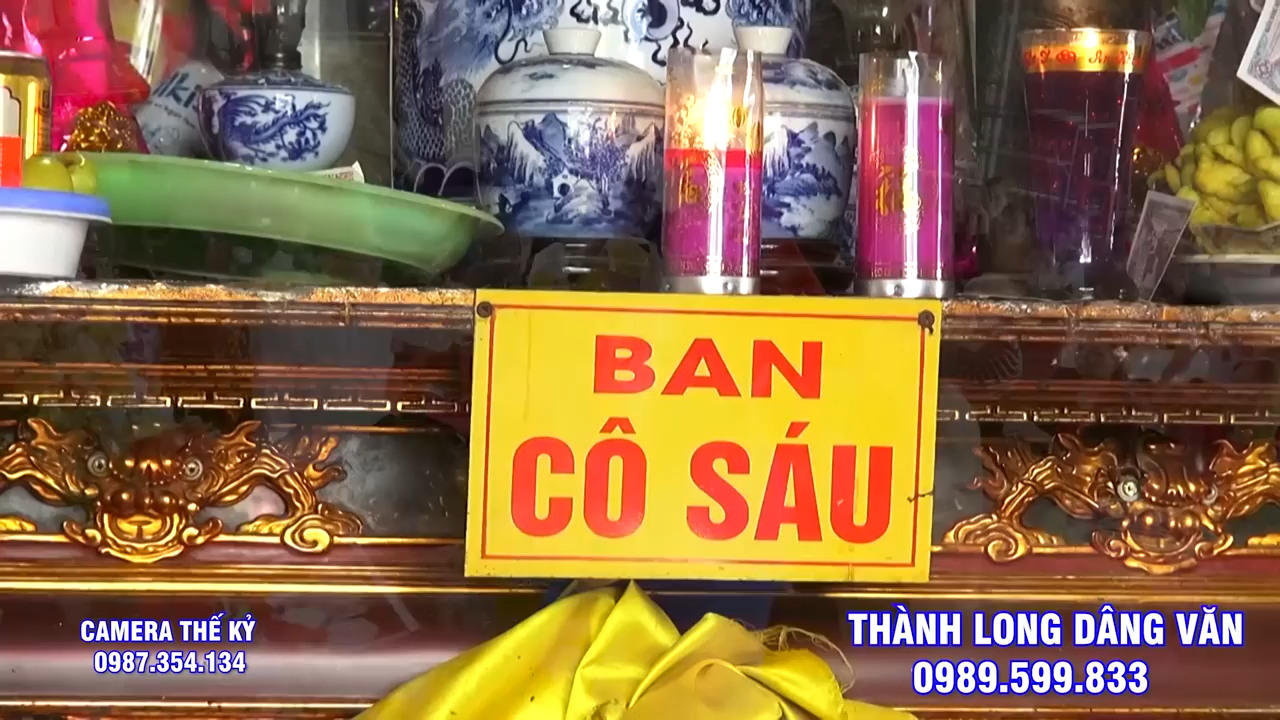 BAN
CÔ SÁU
CAMERA THẾ KỶ
0987.354.134
THÀNH LONG DÂNG VĂN
0989.599.833